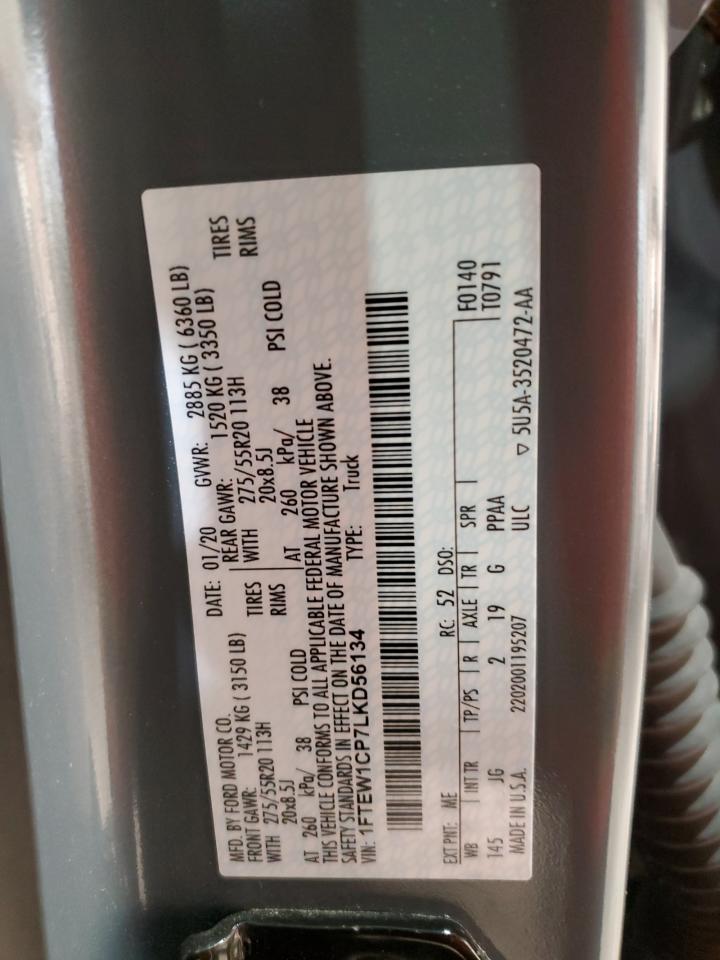 MFD. BY FORD MOTOR CO.
DATE: 01/20 GVWR: 2885 KG ( 6360 LB)
FRONT GAWR: 1429 KG ( 3150 LB) REAR GAWR: 1520 KG ( 3350 LB)
WITH 275/55R20 113H TIRES WITH 275/55R20 113H TIRES
20x8.5J RIMS 20x8.5J RIMS
AT 260 kPa/ 38 PSI COLD AT 260 kPa/ 38 PSI COLD
THIS VEHICLE CONFORMS TO ALL APPLICABLE FEDERAL MOTOR VEHICLE
SAFETY STANDARDS IN EFFECT ON THE DATE OF MANUFACTURE SHOWN ABOVE.
VIN: 1FTEW1CP7LKD56134 TYPE: Truck
EXT PNT: ME RC: 52 DSO: F0140
WB INT TR TP/PS R AXLE TR SPR T0791
145 JG 2 19 G PPAA
MADE IN U.S.A. 2202001195207 ULC ▽ 5U5A-3520472-AA